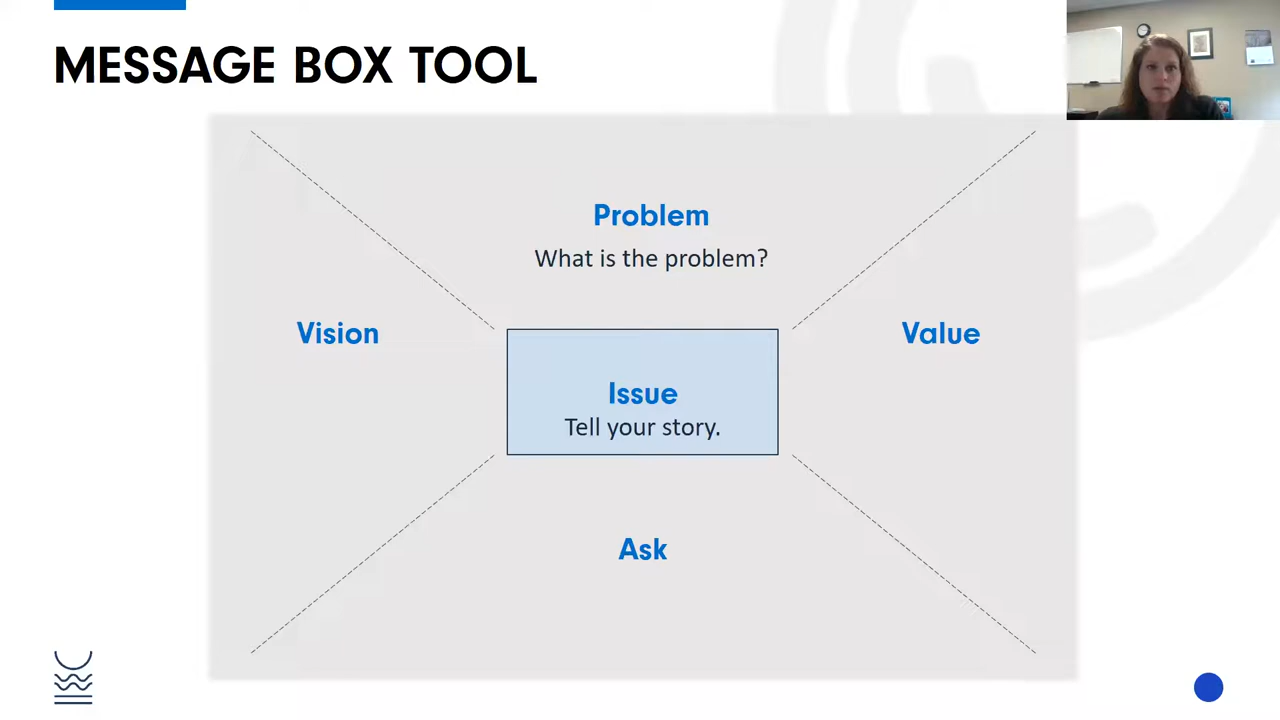 MESSAGE BOX TOOL
Problem
What is the problem?
Vision
Value
Issue
Tell your story.
Ask